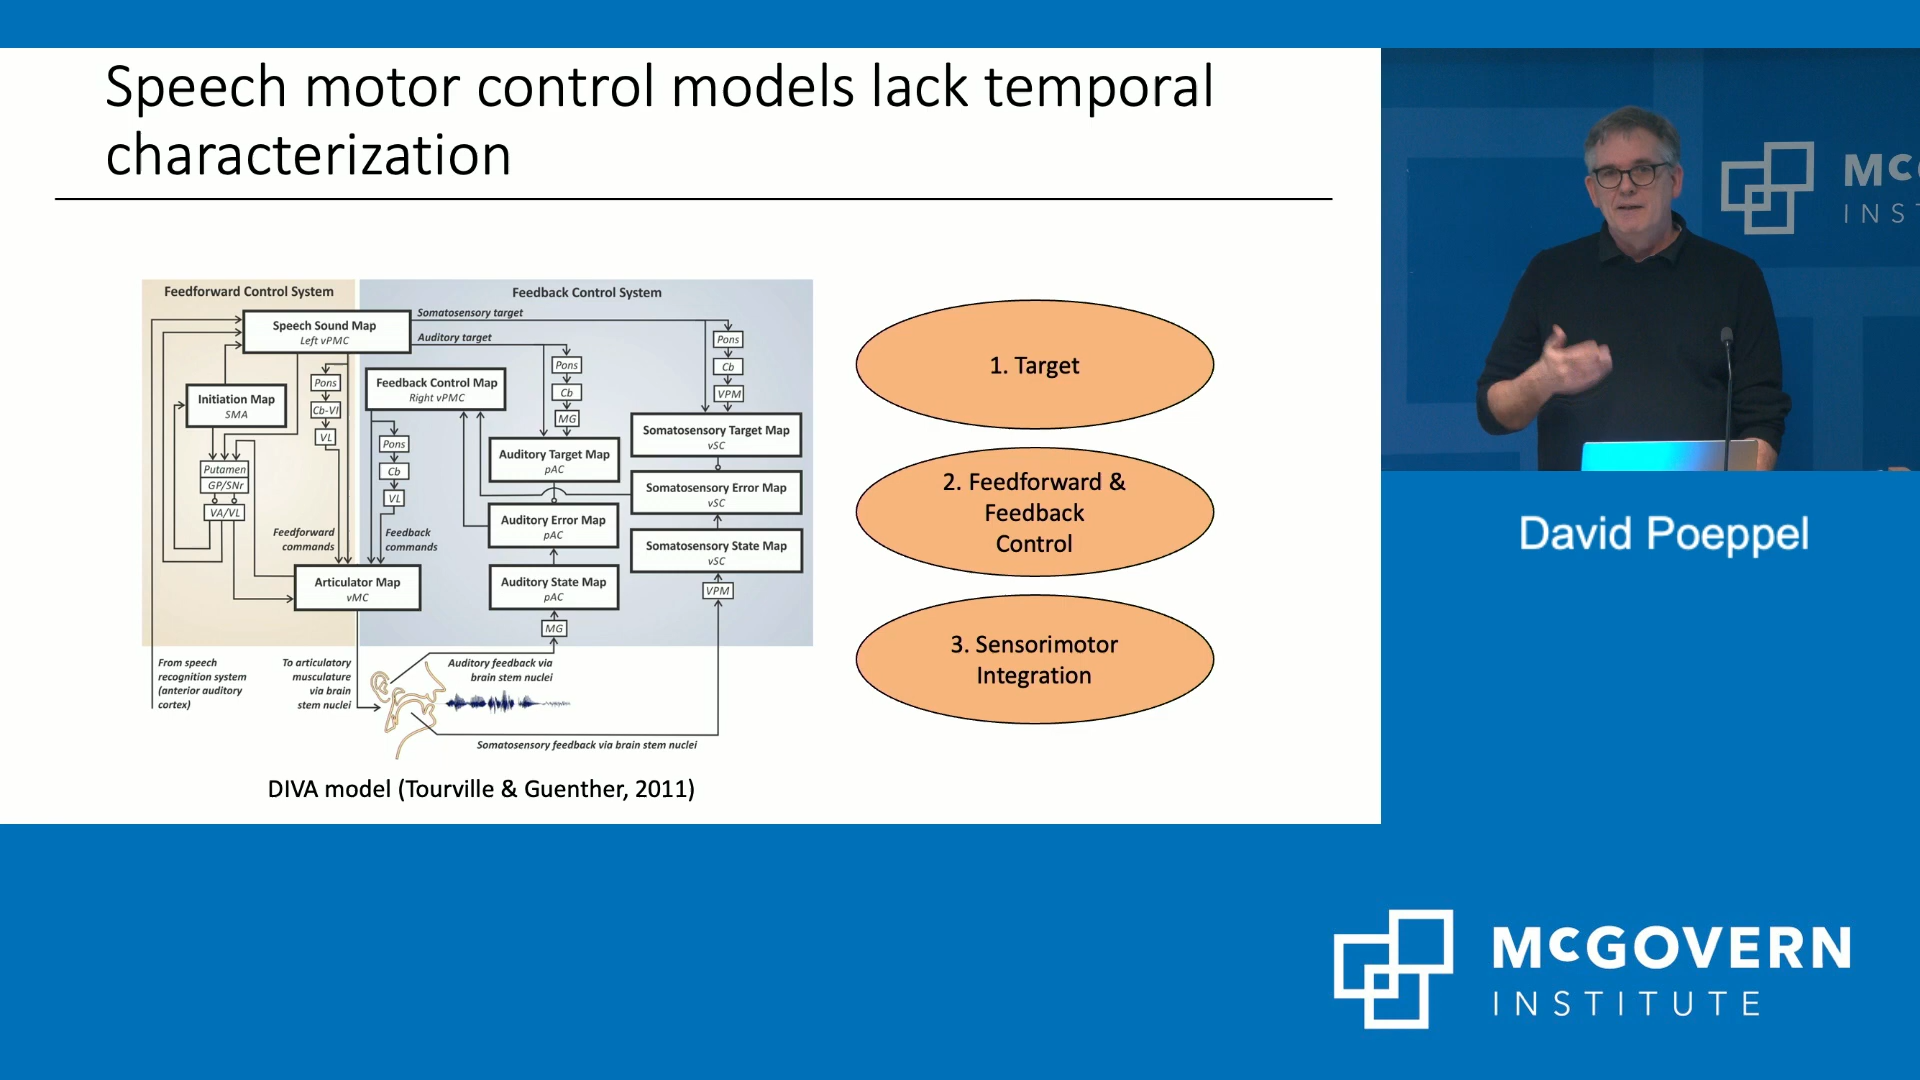 Speech motor control models lack temporal
characterization
Feedforward Control System
Feedback Control System
Speech Sound Map
Left vPMC
Somatosensory target
Auditory target
Pons
Cb
VPM
Pons
Cb
MG
Feedback Control Map
Right vPMC
Pons
Cb-VI
VL
Initiation Map
SMA
Pons
Cb
VL
Somatosensory Target Map
vSC
Auditory Target Map
pAC
Putamen
GP/SNr
VA/VL
Somatosensory Error Map
vSC
Auditory Error Map
pAC
Feedforward
commands
Feedback
commands
Somatosensory State Map
vSC
Articulator Map
vMC
Auditory State Map
pAC
VPM
MG
From speech
recognition system
(anterior auditory
cortex)
To articulatory
musculature
via brain
stem nuclei
Auditory feedback via
brain stem nuclei
Somatosensory feedback via brain stem nuclei
DIVA model (Tourville & Guenther, 2011)
1. Target
2. Feedforward &
Feedback
Control
3. Sensorimotor
Integration
McG
INST
David Poeppel
McGOVERN
INSTITUTE